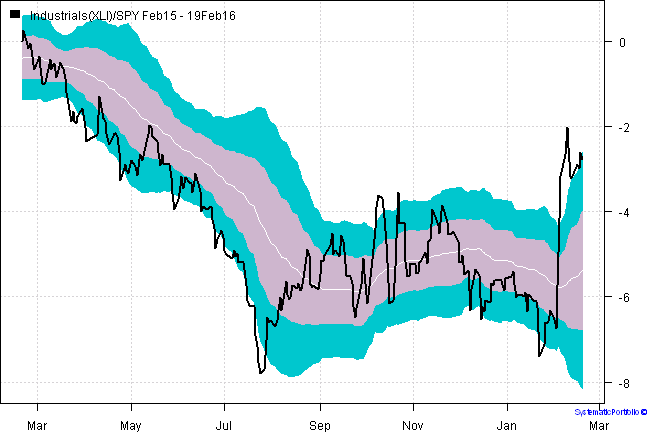 Industrials(XLI)/SPY Feb15 - 19Feb16
0
-2
-4
-6
-8
Mar May Jul Sep Nov Jan Mar
SystematicPortfolio ©